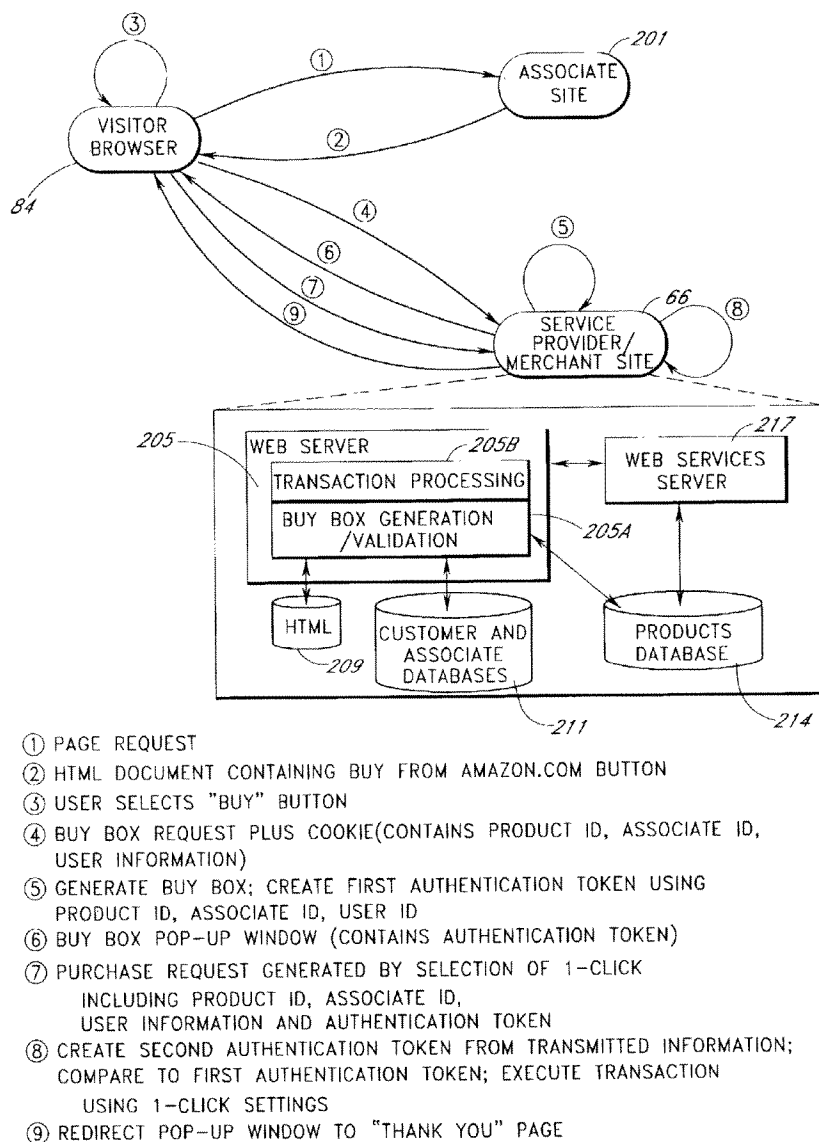 ③
201
①
ASSOCIATE
SITE
VISITOR
BROWSER
②
84
④
⑤
⑥
⑦
66
⑨
⑧
SERVICE
PROVIDER/
MERCHANT SITE
205
WEB SERVER
205B
217
TRANSACTION PROCESSING
WEB SERVICES
SERVER
BUY BOX GENERATION
/VALIDATION
205A
HTML
CUSTOMER AND
ASSOCIATE
DATABASES
PRODUCTS
DATABASE
209
211
214
① PAGE REQUEST
② HTML DOCUMENT CONTAINING BUY FROM AMAZON.COM BUTTON
③ USER SELECTS "BUY" BUTTON
④ BUY BOX REQUEST PLUS COOKIE(CONTAINS PRODUCT ID, ASSOCIATE ID,
USER INFORMATION)
⑤ GENERATE BUY BOX; CREATE FIRST AUTHENTICATION TOKEN USING
PRODUCT ID, ASSOCIATE ID, USER ID
⑥ BUY BOX POP-UP WINDOW (CONTAINS AUTHENTICATION TOKEN)
⑦ PURCHASE REQUEST GENERATED BY SELECTION OF 1-CLICK
INCLUDING PRODUCT ID, ASSOCIATE ID,
USER INFORMATION AND AUTHENTICATION TOKEN
⑧ CREATE SECOND AUTHENTICATION TOKEN FROM TRANSMITTED INFORMATION;
COMPARE TO FIRST AUTHENTICATION TOKEN; EXECUTE TRANSACTION
USING 1-CLICK SETTINGS
⑨ REDIRECT POP-UP WINDOW TO "THANK YOU" PAGE